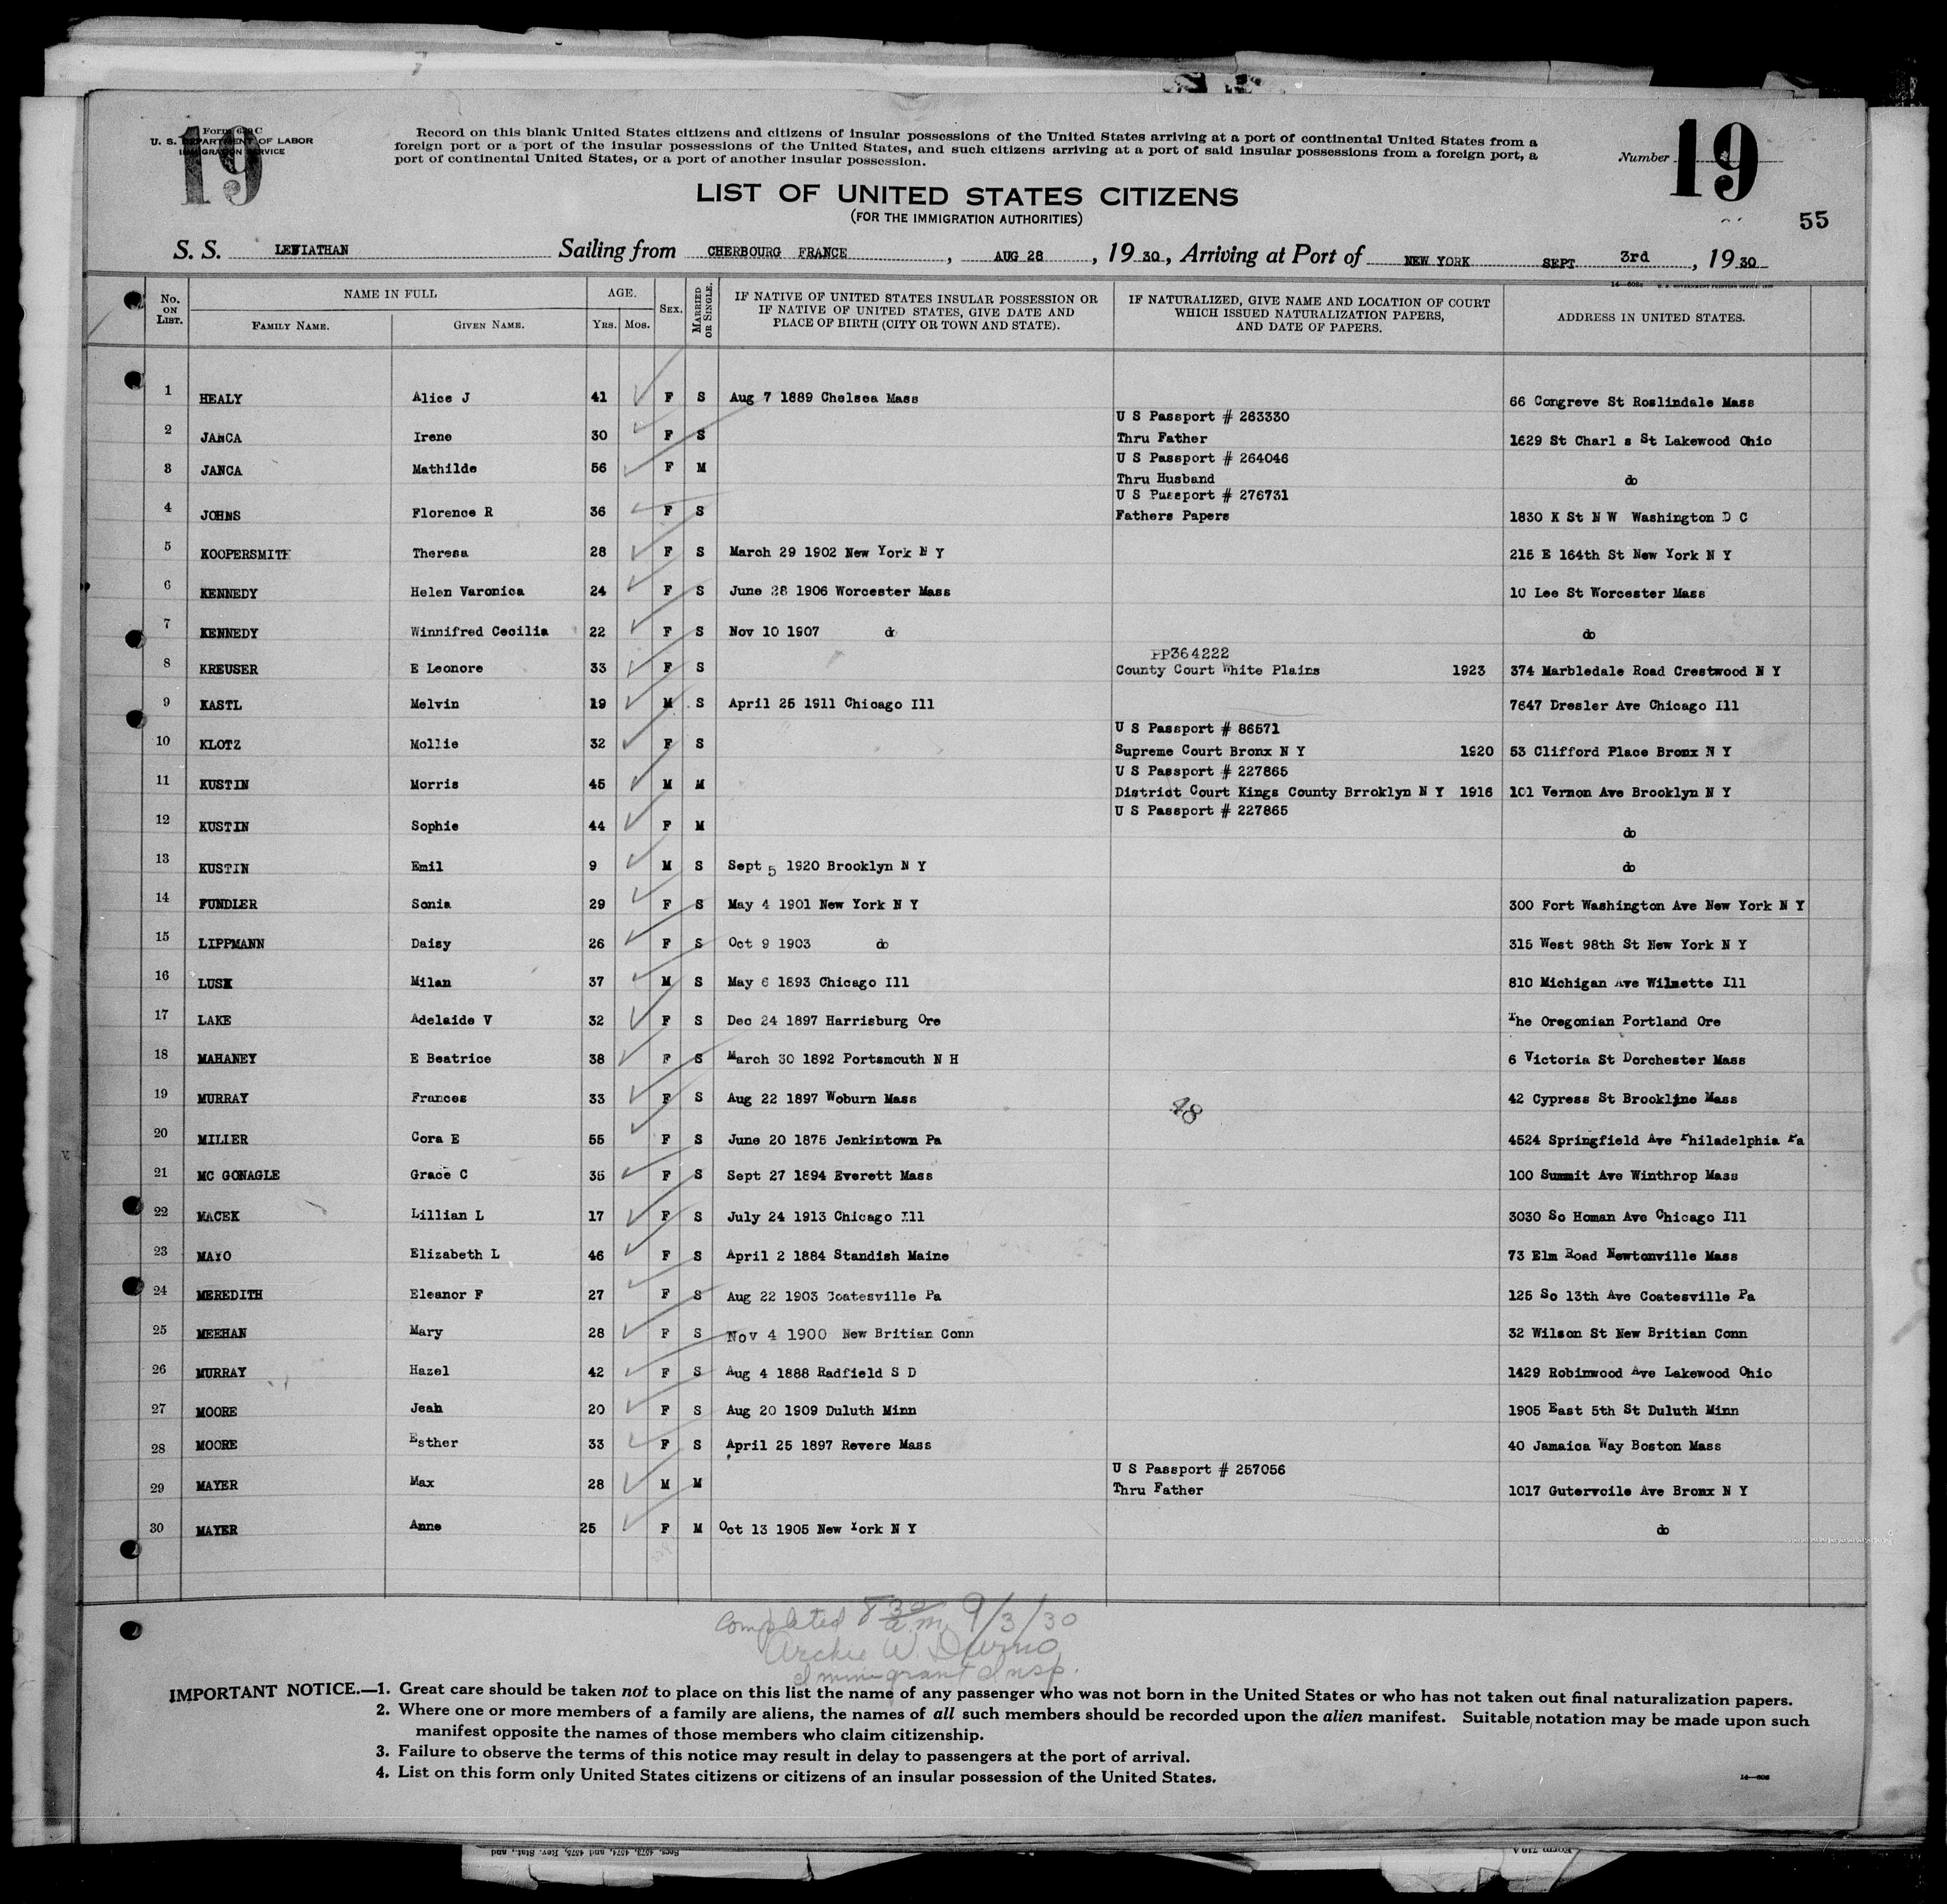 Form 630 C
U. S. DEPARTMENT OF LABOR
IMMIGRATION SERVICE
19
Record on this blank United States citizens and citizens of insular possessions of the United States arriving at a port of continental United States from a
foreign port or a port of the insular possessions of the United States, and such citizens arriving at a port of said insular possessions from a foreign port, a
port of continental United States, or a port of another insular possession.
Number 19
LIST OF UNITED STATES CITIZENS
(FOR THE IMMIGRATION AUTHORITIES)
55
S. S. LEVIATHAN Sailing from CHERBOURG FRANCE, AUG 28, 1930, Arriving at Port of NEW YORK SEPT 3rd, 1930
No. ON LIST. NAME IN FULL FAMILY NAME. GIVEN NAME. AGE. YRS. MOS. SEX. MARRIED OR SINGLE. IF NATIVE OF UNITED STATES INSULAR POSSESSION OR IF NATIVE OF UNITED STATES, GIVE DATE AND PLACE OF BIRTH (CITY OR TOWN AND STATE). IF NATURALIZED, GIVE NAME AND LOCATION OF COURT WHICH ISSUED NATURALIZATION PAPERS, AND DATE OF PAPERS. ADDRESS IN UNITED STATES.
1 HEALY Alice J 41 F S Aug 7 1889 Chelsea Mass 66 Congreve St Roslindale Mass
U S Passport # 263330
2 JANCA Irene 30 F S Thru Father 1629 St Charl s St Lakewood Ohio
U S Passport # 264046
3 JANCA Mathilde 56 F M Thru Husband do
U S Passport # 276731
4 JOHNS Florence R 36 F S Fathers Papers 1830 K St N W Washington D C
5 KOOPERSMITH Theresa 28 F S March 29 1902 New York N Y 215 E 164th St New York N Y
6 KENNEDY Helen Varonica 24 F S June 28 1906 Worcester Mass 10 Lee St Worcester Mass
7 KENNEDY Winnifred Cecilia 22 F S Nov 10 1907 do do
PP364222
8 KREUSER E Leonore 33 F S County Court White Plains 1923 374 Marbledale Road Crestwood N Y
9 KASTL Melvin 19 M S April 25 1911 Chicago Ill 7647 Dresler Ave Chicago Ill
U S Passport # 86571
10 KLOTZ Mollie 32 F S Supreme Court Bronx N Y 1920 53 Clifford Place Bronx N Y
U S Passport # 227865
11 KUSTIN Morris 45 M M District Court Kings County Brroklyn N Y 1916 101 Vernon Ave Brooklyn N Y
U S Passport # 227865
12 KUSTIN Sophie 44 F M do
13 KUSTIN Emil 9 M S Sept 5 1920 Brooklyn N Y do
14 FUNDLER Sonia 29 F S May 4 1901 New York N Y 300 Fort Washington Ave New York N Y
15 LIPPMANN Daisy 26 F S Oct 9 1903 do 315 West 98th St New York N Y
16 LUSK Milan 37 M S May 6 1893 Chicago Ill 810 Michigan Ave Wilmette Ill
17 LAKE Adelaide V 32 F S Dec 24 1897 Harrisburg Ore The Oregonian Portland Ore
18 MAHANEY E Beatrice 38 F S March 30 1892 Portsmouth N H 6 Victoria St Dorchester Mass
19 MURRAY Frances 33 F S Aug 22 1897 Woburn Mass 48 42 Cypress St Brookline Mass
20 MILLER Cora E 55 F S June 20 1875 Jenkintown Pa 4524 Springfield Ave Philadelphia Pa
21 MC GONAGLE Grace C 35 F S Sept 27 1894 Everett Mass 100 Summit Ave Winthrop Mass
22 MACEK Lillian L 17 F S July 24 1913 Chicago Ill 3030 So Homan Ave Chicago Ill
23 MAYO Elizabeth L 46 F S April 2 1884 Standish Maine 73 Elm Road Newtonville Mass
24 MEREDITH Eleanor F 27 F S Aug 22 1903 Coatesville Pa 125 So 13th Ave Coatesville Pa
25 MEEHAN Mary 28 F S Nov 4 1900 New Britian Conn 32 Wilson St New Britian Conn
26 MURRAY Hazel 42 F S Aug 4 1888 Radfield S D 1429 Robinwood Ave Lakewood Ohio
27 MOORE Jeah 20 F S Aug 20 1909 Duluth Minn 1905 East 5th St Duluth Minn
28 MOORE Esther 33 F S April 25 1897 Revere Mass 40 Jamaica Way Boston Mass
U S Passport # 257056
29 MAYER Max 28 M M Thru Father 1017 Gutervoile Ave Bronx N Y
30 MAYER Anne 25 F M Oct 13 1905 New York N Y do
Completed 8 30 a.m. 9/3/30
Archie W. Durno
Immigrant Insp.
IMPORTANT NOTICE.—1. Great care should be taken not to place on this list the name of any passenger who was not born in the United States or who has not taken out final naturalization papers.
2. Where one or more members of a family are aliens, the names of all such members should be recorded upon the alien manifest. Suitable notation may be made upon such
manifest opposite the names of those members who claim citizenship.
3. Failure to observe the terms of this notice may result in delay to passengers at the port of arrival.
4. List on this form only United States citizens or citizens of an insular possession of the United States.
14—608
Secs. 4573, 4574, and 4575, Rev. Stat., and